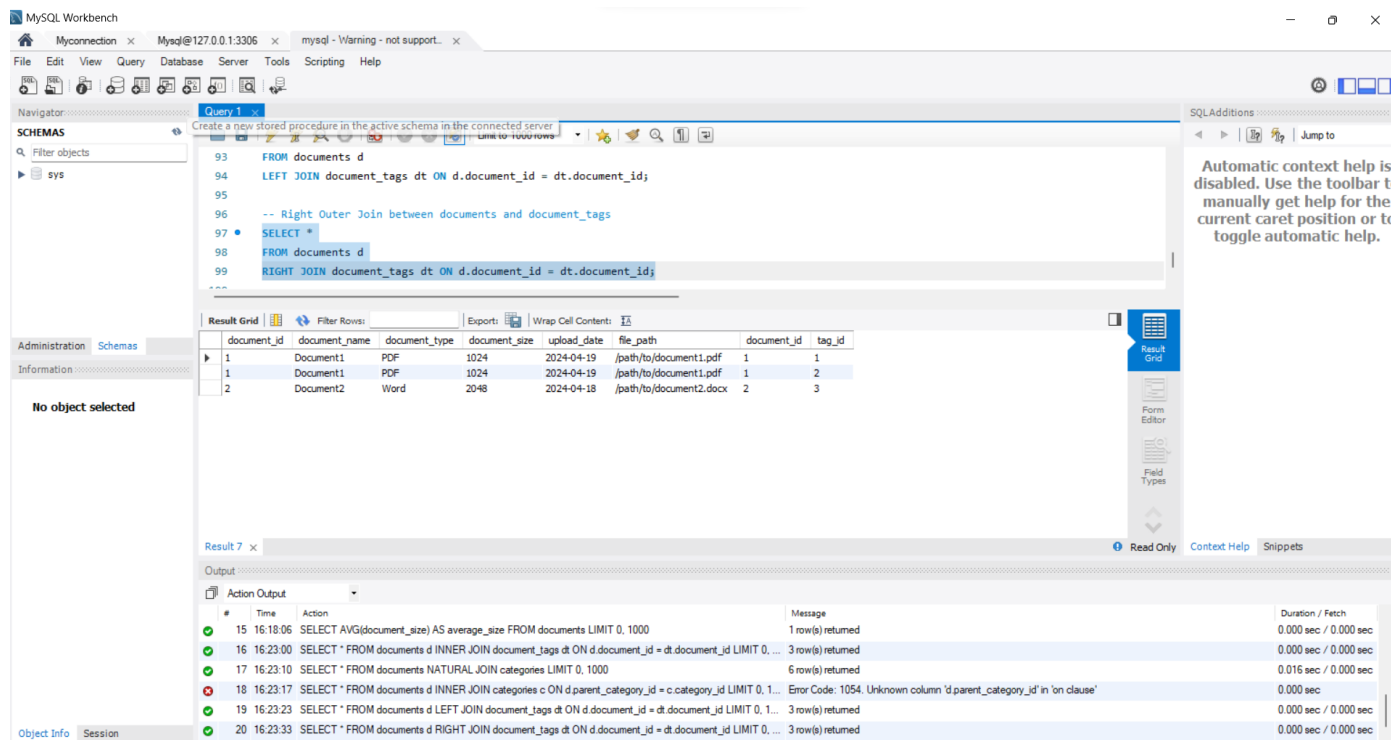 MySQL Workbench
Myconnection × Mysql@127.0.0.1:3306 × mysql - Warning - not support... ×
File Edit View Query Database Server Tools Scripting Help
Navigator
SCHEMAS
Filter objects
sys
Administration Schemas
Information
No object selected
Object Info Session
Query 1 ×
Create a new stored procedure in the active schema in the connected server
Limit to 1000 rows
93 FROM documents d
94 LEFT JOIN document_tags dt ON d.document_id = dt.document_id;
95
96 -- Right Outer Join between documents and document_tags
97 SELECT *
98 FROM documents d
99 RIGHT JOIN document_tags dt ON d.document_id = dt.document_id;
Result Grid Filter Rows: Export: Wrap Cell Content:
document_id document_name document_type document_size upload_date file_path document_id tag_id
1 Document1 PDF 1024 2024-04-19 /path/to/document1.pdf 1 1
1 Document1 PDF 1024 2024-04-19 /path/to/document1.pdf 1 2
2 Document2 Word 2048 2024-04-18 /path/to/document2.docx 2 3
Result
Grid
Form
Editor
Field
Types
Result 7 × Read Only
SQLAdditions
Jump to
Automatic context help is
disabled. Use the toolbar
manually get help for the
current caret position or
toggle automatic help.
Context Help Snippets
Output
Action Output
# Time Action Message Duration / Fetch
15 16:18:06 SELECT AVG(document_size) AS average_size FROM documents LIMIT 0, 1000 1 row(s) returned 0.000 sec / 0.000 sec
16 16:23:00 SELECT * FROM documents d INNER JOIN document_tags dt ON d.document_id = dt.document_id LIMIT 0, ... 3 row(s) returned 0.000 sec / 0.000 sec
17 16:23:10 SELECT * FROM documents NATURAL JOIN categories LIMIT 0, 1000 6 row(s) returned 0.016 sec / 0.000 sec
18 16:23:17 SELECT * FROM documents d INNER JOIN categories c ON d.parent_category_id = c.category_id LIMIT 0, 1... Error Code: 1054. Unknown column 'd.parent_category_id' in 'on clause' 0.000 sec
19 16:23:23 SELECT * FROM documents d LEFT JOIN document_tags dt ON d.document_id = dt.document_id LIMIT 0, 1... 3 row(s) returned 0.000 sec / 0.000 sec
20 16:23:33 SELECT * FROM documents d RIGHT JOIN document_tags dt ON d.document_id = dt.document_id LIMIT 0, ... 3 row(s) returned 0.000 sec / 0.000 sec